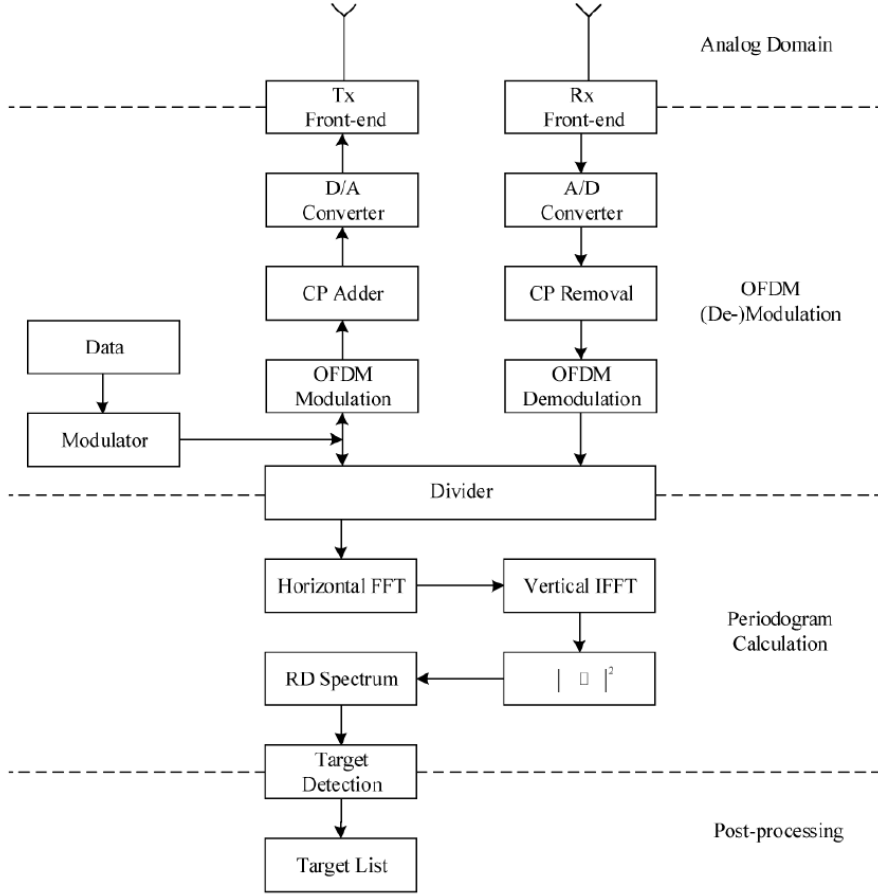 Analog Domain
Tx
Front-end
Rx
Front-end
D/A
Converter
A/D
Converter
CP Adder
CP Removal
OFDM
(De-)Modulation
Data
OFDM
Modulation
OFDM
Demodulation
Modulator
Divider
Horizontal FFT
Vertical IFFT
Periodogram
Calculation
RD Spectrum
| □ |²
Target
Detection
Post-processing
Target List